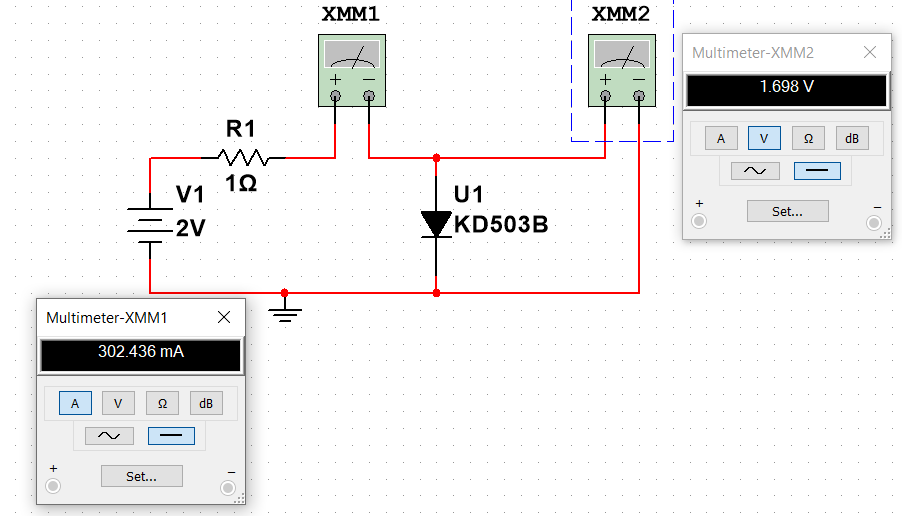 XMM1
XMM2
Multimeter-XMM2
1.698 V
A V Ω dB
+ Set... −
R1
1Ω
V1
2V
U1
KD503B
+ −
+ −
Multimeter-XMM1
302.436 mA
A V Ω dB
+ Set... −